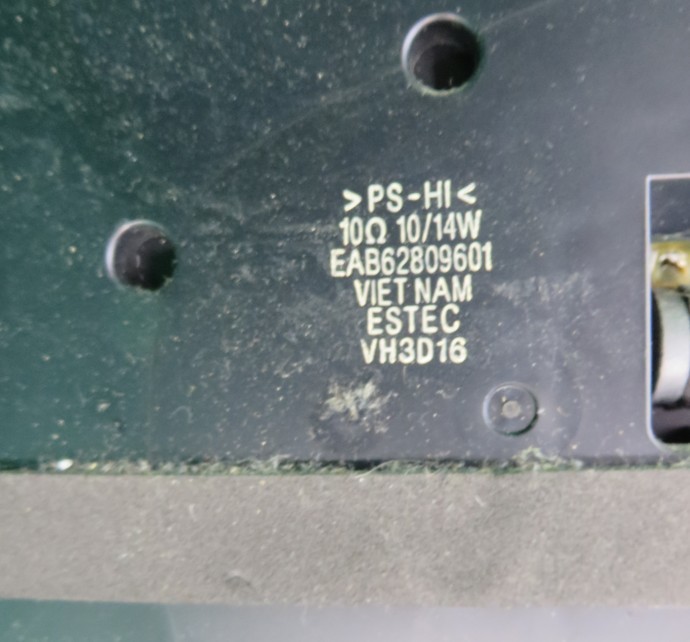 >PS-HI<
10Ω 10/14W
EAB62809601
VIET NAM
ESTEC
VH3D16